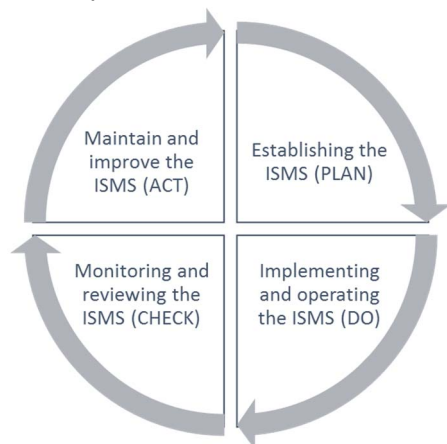 Maintain and
improve the
ISMS (ACT)
Establishing the
ISMS (PLAN)
Monitoring and
reviewing the
ISMS (CHECK)
Implementing
and operating
the ISMS (DO)